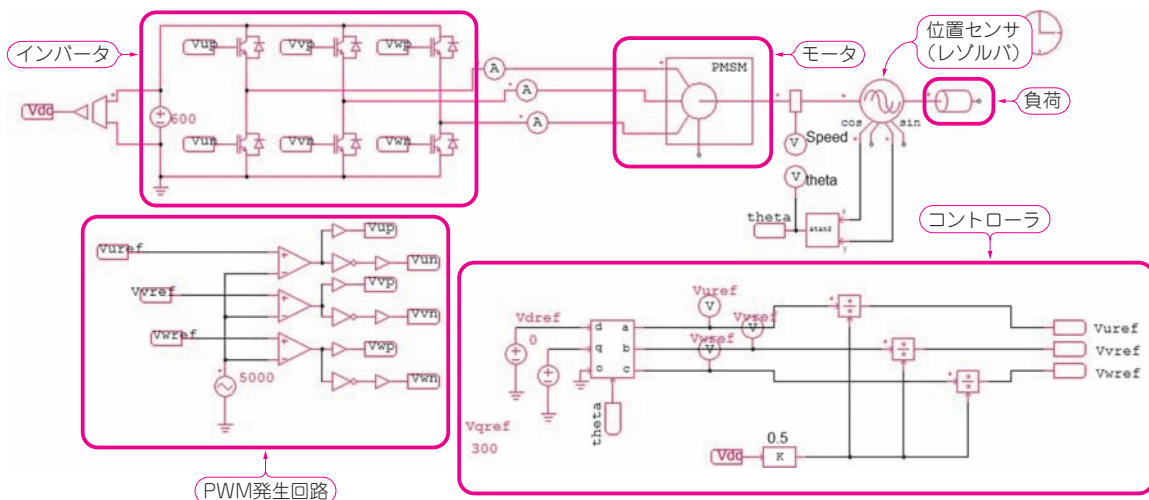 インバータ
Vdc
600
Vup
Vvp
Vwp
Vun
Vvn
Vwn
A
A
A
モータ
PMSM
位置センサ
(レゾルバ)
負荷
cos
sin
V
Speed
V
theta
theta
atan2
x
y
Vuref
Vvref
Vwref
5000
Vup
Vun
Vvp
Vvn
Vwp
Vwn
PWM発生回路
コントローラ
Vdref
0
Vqref
300
d
q
o
a
b
c
theta
Vuref
V
Vvref
V
Vwref
V
Vuref
Vvref
Vwref
0.5
Vdc
K